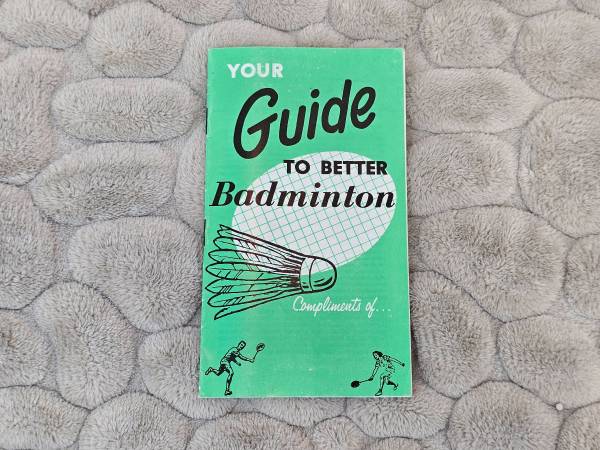 YOUR
Guide
TO BETTER
Badminton
Compliments of...